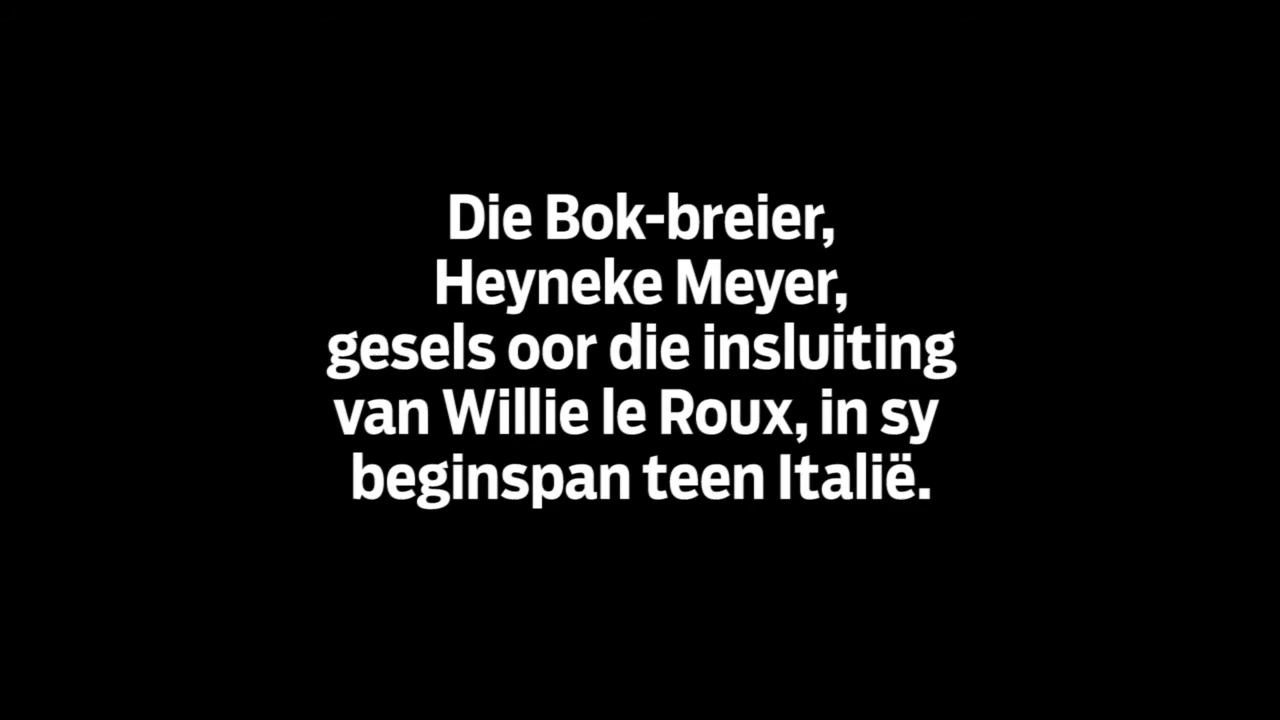 Die Bok-breier,
Heyneke Meyer,
gesels oor die insluiting
van Willie le Roux, in sy
beginspan teen Italië.